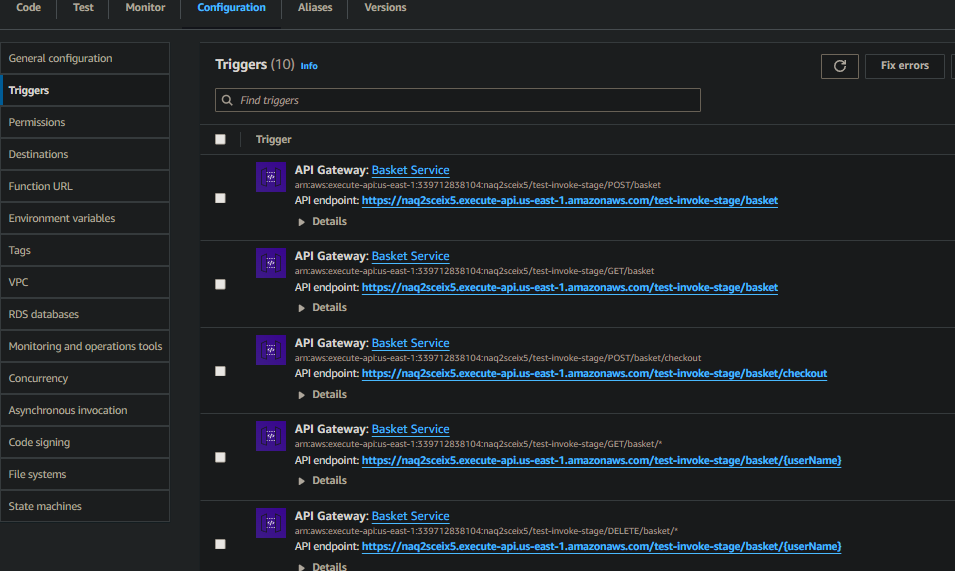 Code Test Monitor Configuration Aliases Versions
General configuration
Triggers
Permissions
Destinations
Function URL
Environment variables
Tags
VPC
RDS databases
Monitoring and operations tools
Concurrency
Asynchronous invocation
Code signing
File systems
State machines
Triggers (10) Info
Fix errors
Find triggers
Trigger
API Gateway: Basket Service
arn:aws:execute-api:us-east-1:339712838104:naq2sceix5/test-invoke-stage/POST/basket
API endpoint: https://naq2sceix5.execute-api.us-east-1.amazonaws.com/test-invoke-stage/basket
Details
API Gateway: Basket Service
arn:aws:execute-api:us-east-1:339712838104:naq2sceix5/test-invoke-stage/GET/basket
API endpoint: https://naq2sceix5.execute-api.us-east-1.amazonaws.com/test-invoke-stage/basket
Details
API Gateway: Basket Service
arn:aws:execute-api:us-east-1:339712838104:naq2sceix5/test-invoke-stage/POST/basket/checkout
API endpoint: https://naq2sceix5.execute-api.us-east-1.amazonaws.com/test-invoke-stage/basket/checkout
Details
API Gateway: Basket Service
arn:aws:execute-api:us-east-1:339712838104:naq2sceix5/test-invoke-stage/GET/basket/*
API endpoint: https://naq2sceix5.execute-api.us-east-1.amazonaws.com/test-invoke-stage/basket/{userName}
Details
API Gateway: Basket Service
arn:aws:execute-api:us-east-1:339712838104:naq2sceix5/test-invoke-stage/DELETE/basket/*
API endpoint: https://naq2sceix5.execute-api.us-east-1.amazonaws.com/test-invoke-stage/basket/{userName}
Details